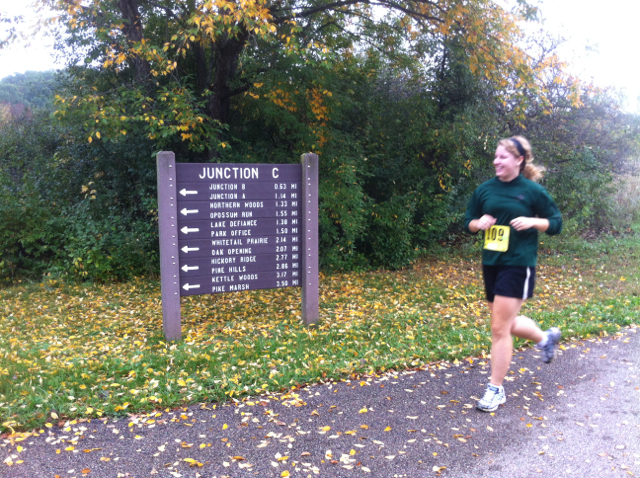 JUNCTION C
JUNCTION B 0.63 MI
JUNCTION A 1.14 MI
NORTHERN WOODS 1.33 MI
OPOSSUM RUN 1.55 MI
LAKE DEFIANCE 1.38 MI
PARK OFFICE 1.50 MI
WHITETAIL PRAIRIE 2.14 MI
OAK OPENING 2.07 MI
HICKORY RIDGE 2.77 MI
PINE HILLS 2.86 MI
KETTLE WOODS 3.17 MI
PINE MARSH 3.50 MI
109